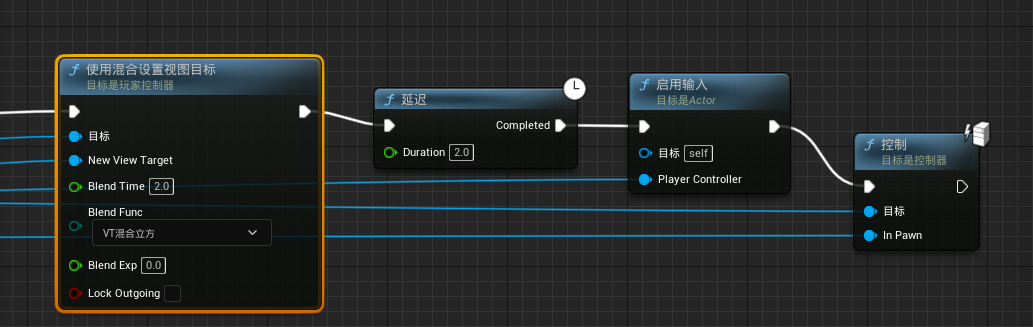 使用混合设置视图目标
目标是玩家控制器
目标
New View Target
Blend Time 2.0
Blend Func
VT混合立方
Blend Exp 0.0
Lock Outgoing
延迟
Completed
Duration 2.0
启用输入
目标是Actor
目标 self
Player Controller
控制
目标是控制器
目标
In Pawn